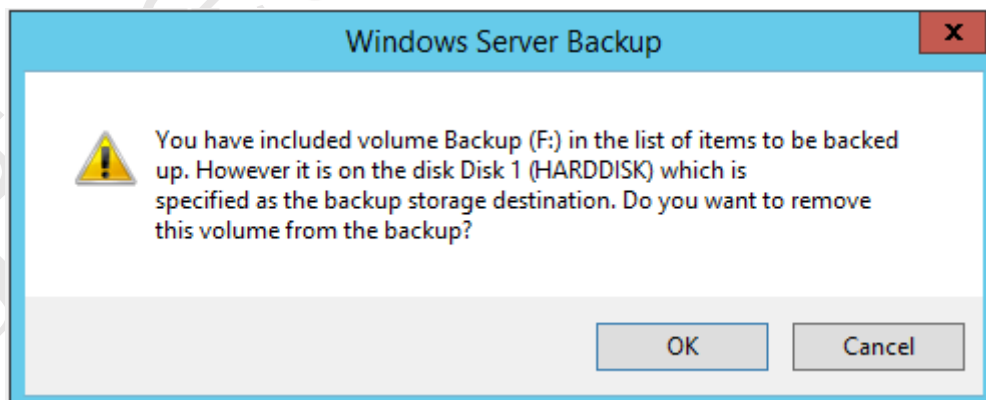 Windows Server Backup
x
You have included volume Backup (F:) in the list of items to be backed
up. However it is on the disk Disk 1 (HARDDISK) which is
specified as the backup storage destination. Do you want to remove
this volume from the backup?
OK
Cancel